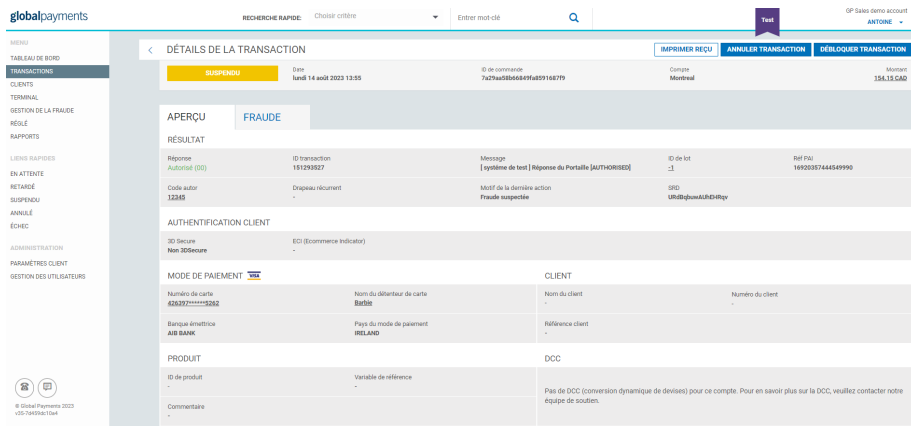 globalpayments
RECHERCHE RAPIDE: Choisir critère Entrer mot-clé
Test
GP Sales demo account
ANTOINE
MENU
TABLEAU DE BORD
TRANSACTIONS
CLIENTS
TERMINAL
GESTION DE LA FRAUDE
RÉGLÉ
RAPPORTS
LIENS RAPIDES
EN ATTENTE
RETARDÉ
SUSPENDU
ANNULÉ
ÉCHEC
ADMINISTRATION
PARAMÈTRES CLIENT
GESTION DES UTILISATEURS
© Global Payments 2023
v35-7d459dc10a4
DÉTAILS DE LA TRANSACTION
IMPRIMER REÇU ANNULER TRANSACTION DÉBLOQUER TRANSACTION
SUSPENDU
Date ID de commande Compte Montant
lundi 14 août 2023 13:55 7a29aa58b66849fa8591687f9 Montreal 154.15 CAD
APERÇU FRAUDE
RÉSULTAT
Réponse ID transaction Message ID de lot Réf PAI
Autorisé (00) 151293527 [ système de test ] Réponse du Portaille [AUTHORISED] -1 16920357444549990
Code autor Drapeau récurrent Motif de la dernière action SRD
12345 - Fraude suspectée URdBqbuwAUhEHRqv
AUTHENTIFICATION CLIENT
3D Secure ECI (Ecommerce Indicator)
Non 3DSecure -
MODE DE PAIEMENT VISA CLIENT
Numéro de carte Nom du détenteur de carte Nom du client Numéro du client
426397******5262 Barbie - -
Banque émettrice Pays du mode de paiement Référence client
AIB BANK IRELAND -
PRODUIT DCC
ID de produit Variable de référence
- -
Pas de DCC (conversion dynamique de devises) pour ce compte. Pour en savoir plus sur la DCC, veuillez contacter notre
équipe de soutien.
Commentaire
-